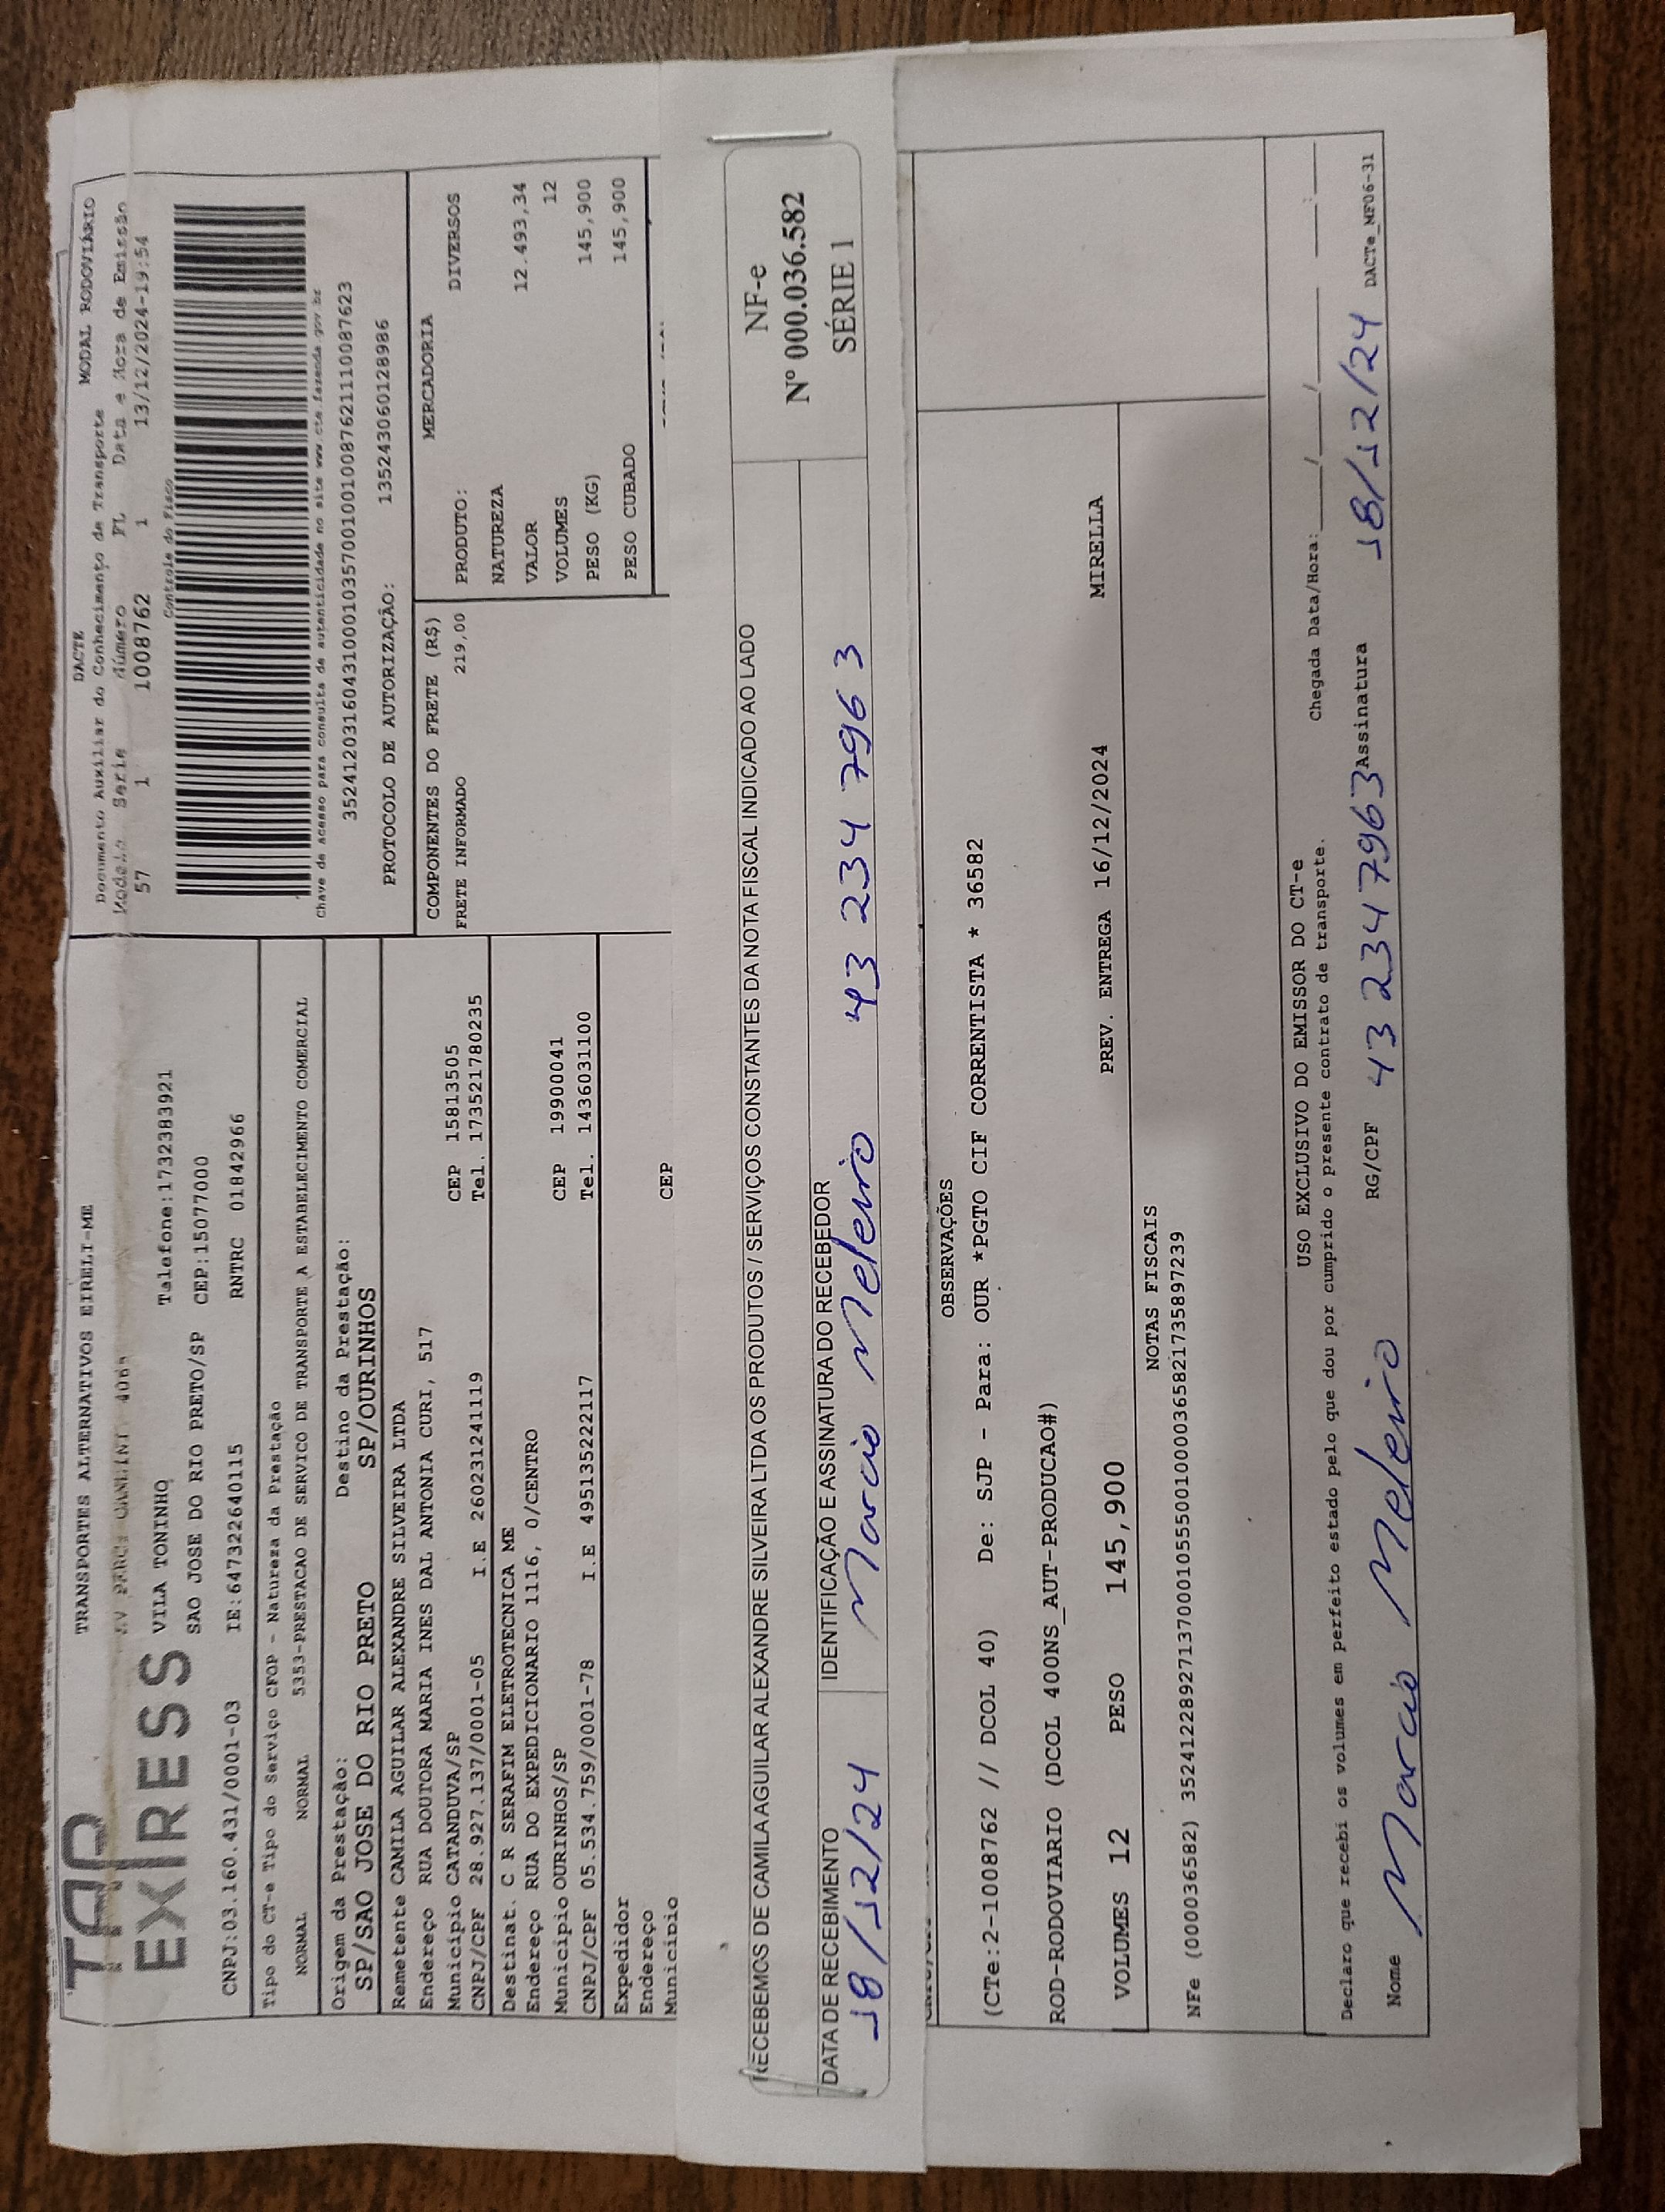 TAP
EXPRESS
TRANSPORTES ALTERNATIVOS EIRELI-ME
VILA TONINHO Telefone:1732383921
SAO JOSE DO RIO PRETO/SP CEP:15077000
CNPJ:03.160.431/0001-03 IE:647322640115 RNTRC 01842966
DACTE MODAL RODOVIÁRIO
Documento Auxiliar do Conhecimento de Transporte
Modelo Serie Número FL Data e Hora de Emissão
57 1 1008762 1 13/12/2024-19:54
Controle do Fisco
Chave de acesso para consulta de autenticidade no site www.cte.fazenda.gov.br
35241203160431000103570010010087621110087623
PROTOCOLO DE AUTORIZAÇÃO: 135243060128986
Tipo do CT-e Tipo do Serviço CFOP - Natureza da Prestação
NORMAL NORMAL 5353-PRESTACAO DE SERVICO DE TRANSPORTE A ESTABELECIMENTO COMERCIAL
Origem da Prestação: Destino da Prestação:
SP/SAO JOSE DO RIO PRETO SP/OURINHOS
Remetente CAMILA AGUILAR ALEXANDRE SILVEIRA LTDA
Endereço RUA DOUTORA MARIA INES DAL ANTONIA CURI, 517
Município CATANDUVA/SP CEP 15813505
CNPJ/CPF 28.927.137/0001-05 I.E 260231241119 Tel. 173521780235
Destinat. C R SERAFIM ELETROTECNICA ME
Endereço RUA DO EXPEDICIONARIO 1116, 0/CENTRO
Município OURINHOS/SP CEP 19900041
CNPJ/CPF 05.534.759/0001-78 I.E 495135222117 Tel. 1436031100
Expedidor
Endereço
Município CEP
COMPONENTES DO FRETE (R$)
FRETE INFORMADO 219,00
MERCADORIA
PRODUTO: DIVERSOS
NATUREZA
VALOR 12.493,34
VOLUMES 12
PESO (KG) 145,900
PESO CUBADO 145,900
RECEBEMOS DE CAMILA AGUILAR ALEXANDRE SILVEIRA LTDA OS PRODUTOS / SERVIÇOS CONSTANTES DA NOTA FISCAL INDICADO AO LADO
DATA DE RECEBIMENTO IDENTIFICAÇÃO E ASSINATURA DO RECEBEDOR
18/12/24 Marcio Meleiro 43 234 796 3
NF-e
Nº 000.036.582
SÉRIE 1
OBSERVAÇÕES
(CTe:2-1008762 // DCOL 40) De: SJP - Para: OUR *PGTO CIF CORRENTISTA * 36582
ROD-RODOVIARIO (DCOL 400NS_AUT-PRODUCAO#)
VOLUMES 12 PESO 145,900 PREV. ENTREGA 16/12/2024 MIRELLA
NOTAS FISCAIS
NFe (000036582) 35241228927137000105550010000365821735897239
USO EXCLUSIVO DO EMISSOR DO CT-e
Declaro que recebi os volumes em perfeito estado pelo que dou por cumprido o presente contrato de transporte. Chegada Data/Hora:___/___/___ ___:___
Nome Marcio Meleiro RG/CPF 43 234 7963 Assinatura 18/12/24 DACTe_MF06-31